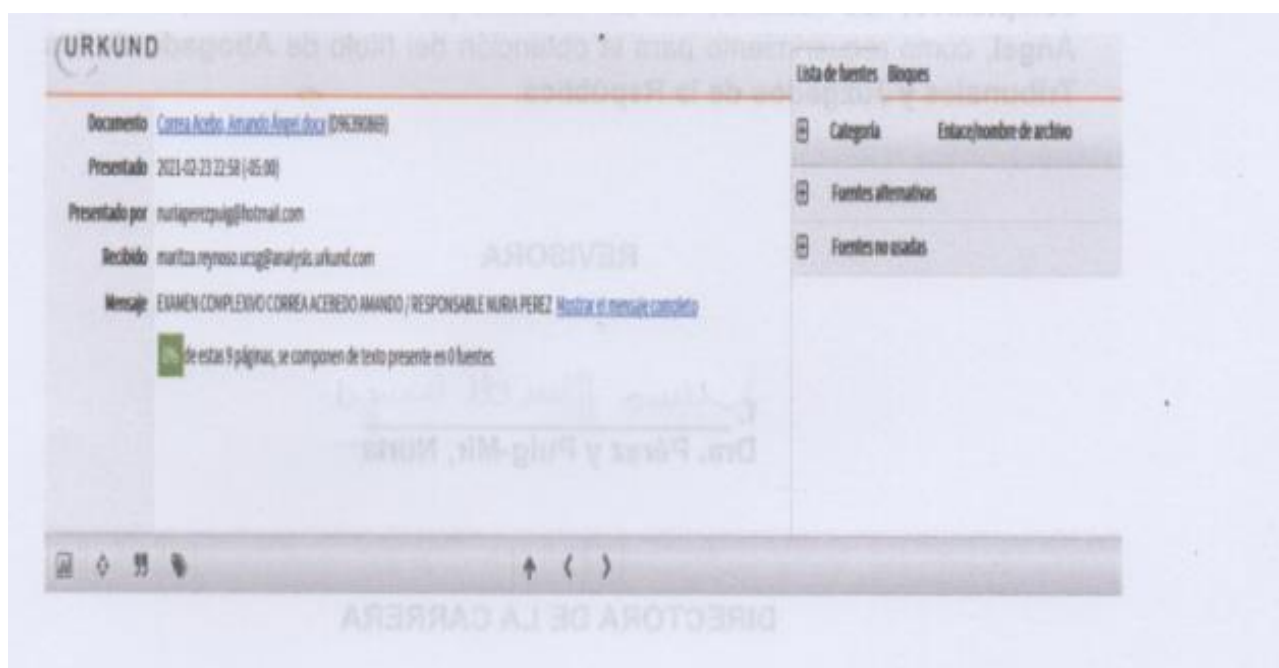 URKUND
Lista de fuentes Bloques
Documento Correa Acebo, Amando Ángel.docx (D96390869)
Categoría Enlace/nombre de archivo
Presentado 2021-02-23 22:58 (-05:00)
Fuentes alternativas
Presentado por nuriaperezpuig@hotmail.com
Fuentes no usadas
Recibido maritza.reynoso.ucsg@analysis.urkund.com
Mensaje EXAMEN COMPLEXIVO CORREA ACEBEDO AMANDO / RESPONSABLE NURIA PEREZ Mostrar el mensaje completo
0% de estas 9 páginas, se componen de texto presente en 0 fuentes.
Angel, como requerimiento para la obtención del título de Abogado
Tribunales y Juzgados de la República.
REVISORA
Dra. Pérez y Puig-Mir, Nuria
DIRECTORA DE LA CARRERA